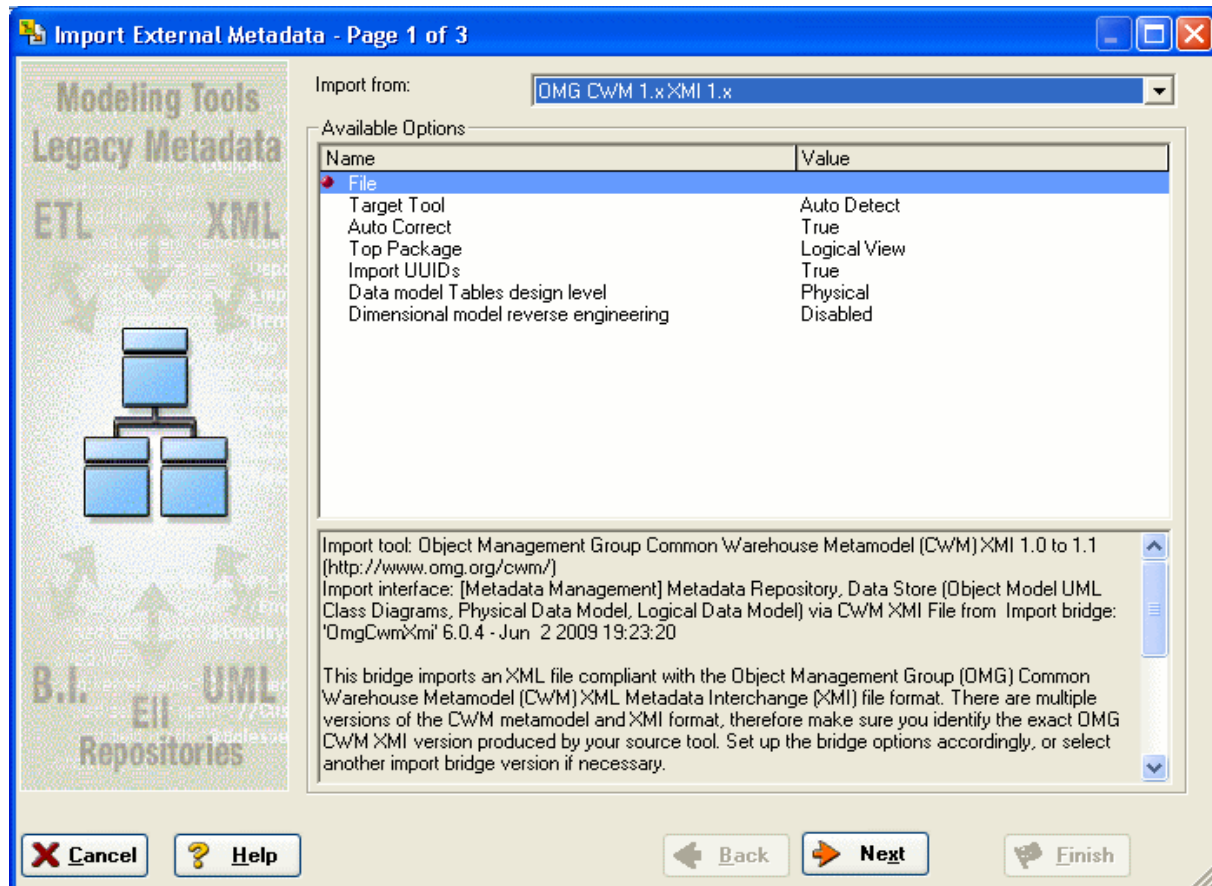 Import External Metadata - Page 1 of 3
Modeling Tools
Legacy Metadata
ETL XML
B.I. UML
EII
Repositories
Import from: OMG CWM 1.x XMI 1.x
Available Options
Name Value
File
Target Tool Auto Detect
Auto Correct True
Top Package Logical View
Import UUIDs True
Data model Tables design level Physical
Dimensional model reverse engineering Disabled
Import tool: Object Management Group Common Warehouse Metamodel (CWM) XMI 1.0 to 1.1
(http://www.omg.org/cwm/)
Import interface: [Metadata Management] Metadata Repository, Data Store (Object Model UML
Class Diagrams, Physical Data Model, Logical Data Model) via CWM XMI File from Import bridge:
'OmgCwmXmi' 6.0.4 - Jun 2 2009 19:23:20
This bridge imports an XML file compliant with the Object Management Group (OMG) Common
Warehouse Metamodel (CWM) XML Metadata Interchange (XMI) file format. There are multiple
versions of the CWM metamodel and XMI format, therefore make sure you identify the exact OMG
CWM XMI version produced by your source tool. Set up the bridge options accordingly, or select
another import bridge version if necessary.
Cancel Help Back Next Finish